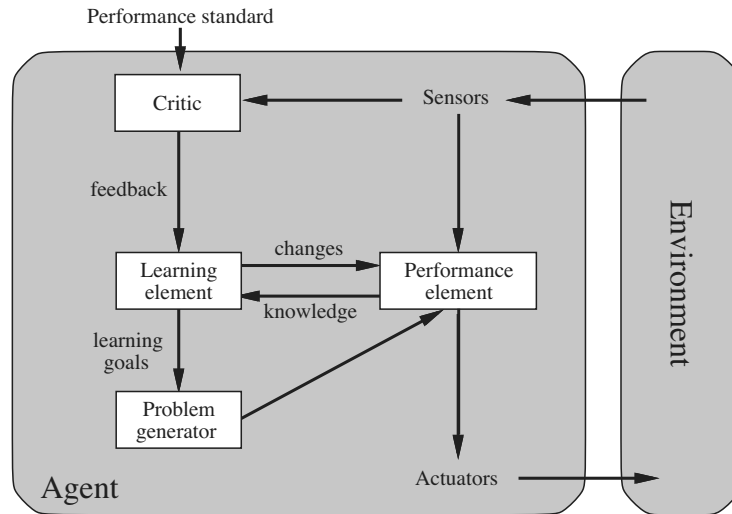 Performance standard
Critic
Sensors
feedback
changes
Learning
element
Performance
element
knowledge
learning
goals
Problem
generator
Agent
Actuators
Environment